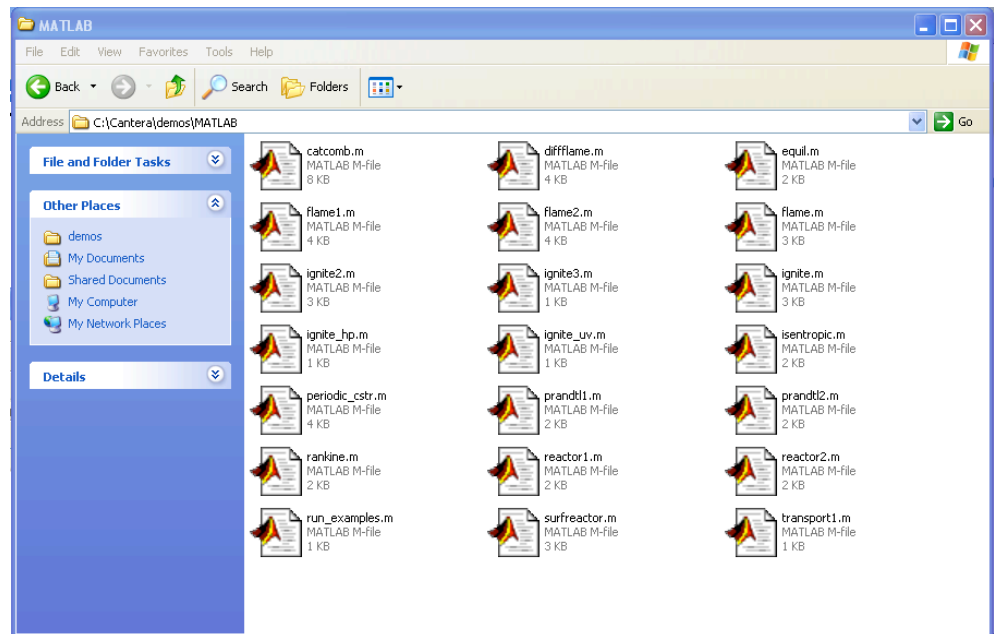 MATLAB
File Edit View Favorites Tools Help
Back Search Folders
Address C:\Cantera\demos\MATLAB Go
File and Folder Tasks
Other Places
demos
My Documents
Shared Documents
My Computer
My Network Places
Details
catcomb.m
MATLAB M-file
8 KB
diffflame.m
MATLAB M-file
4 KB
equil.m
MATLAB M-file
2 KB
flame1.m
MATLAB M-file
4 KB
flame2.m
MATLAB M-file
4 KB
flame.m
MATLAB M-file
3 KB
ignite2.m
MATLAB M-file
3 KB
ignite3.m
MATLAB M-file
1 KB
ignite.m
MATLAB M-file
3 KB
ignite_hp.m
MATLAB M-file
1 KB
ignite_uv.m
MATLAB M-file
1 KB
isentropic.m
MATLAB M-file
2 KB
periodic_cstr.m
MATLAB M-file
4 KB
prandtl1.m
MATLAB M-file
2 KB
prandtl2.m
MATLAB M-file
2 KB
rankine.m
MATLAB M-file
2 KB
reactor1.m
MATLAB M-file
2 KB
reactor2.m
MATLAB M-file
2 KB
run_examples.m
MATLAB M-file
1 KB
surfreactor.m
MATLAB M-file
3 KB
transport1.m
MATLAB M-file
1 KB